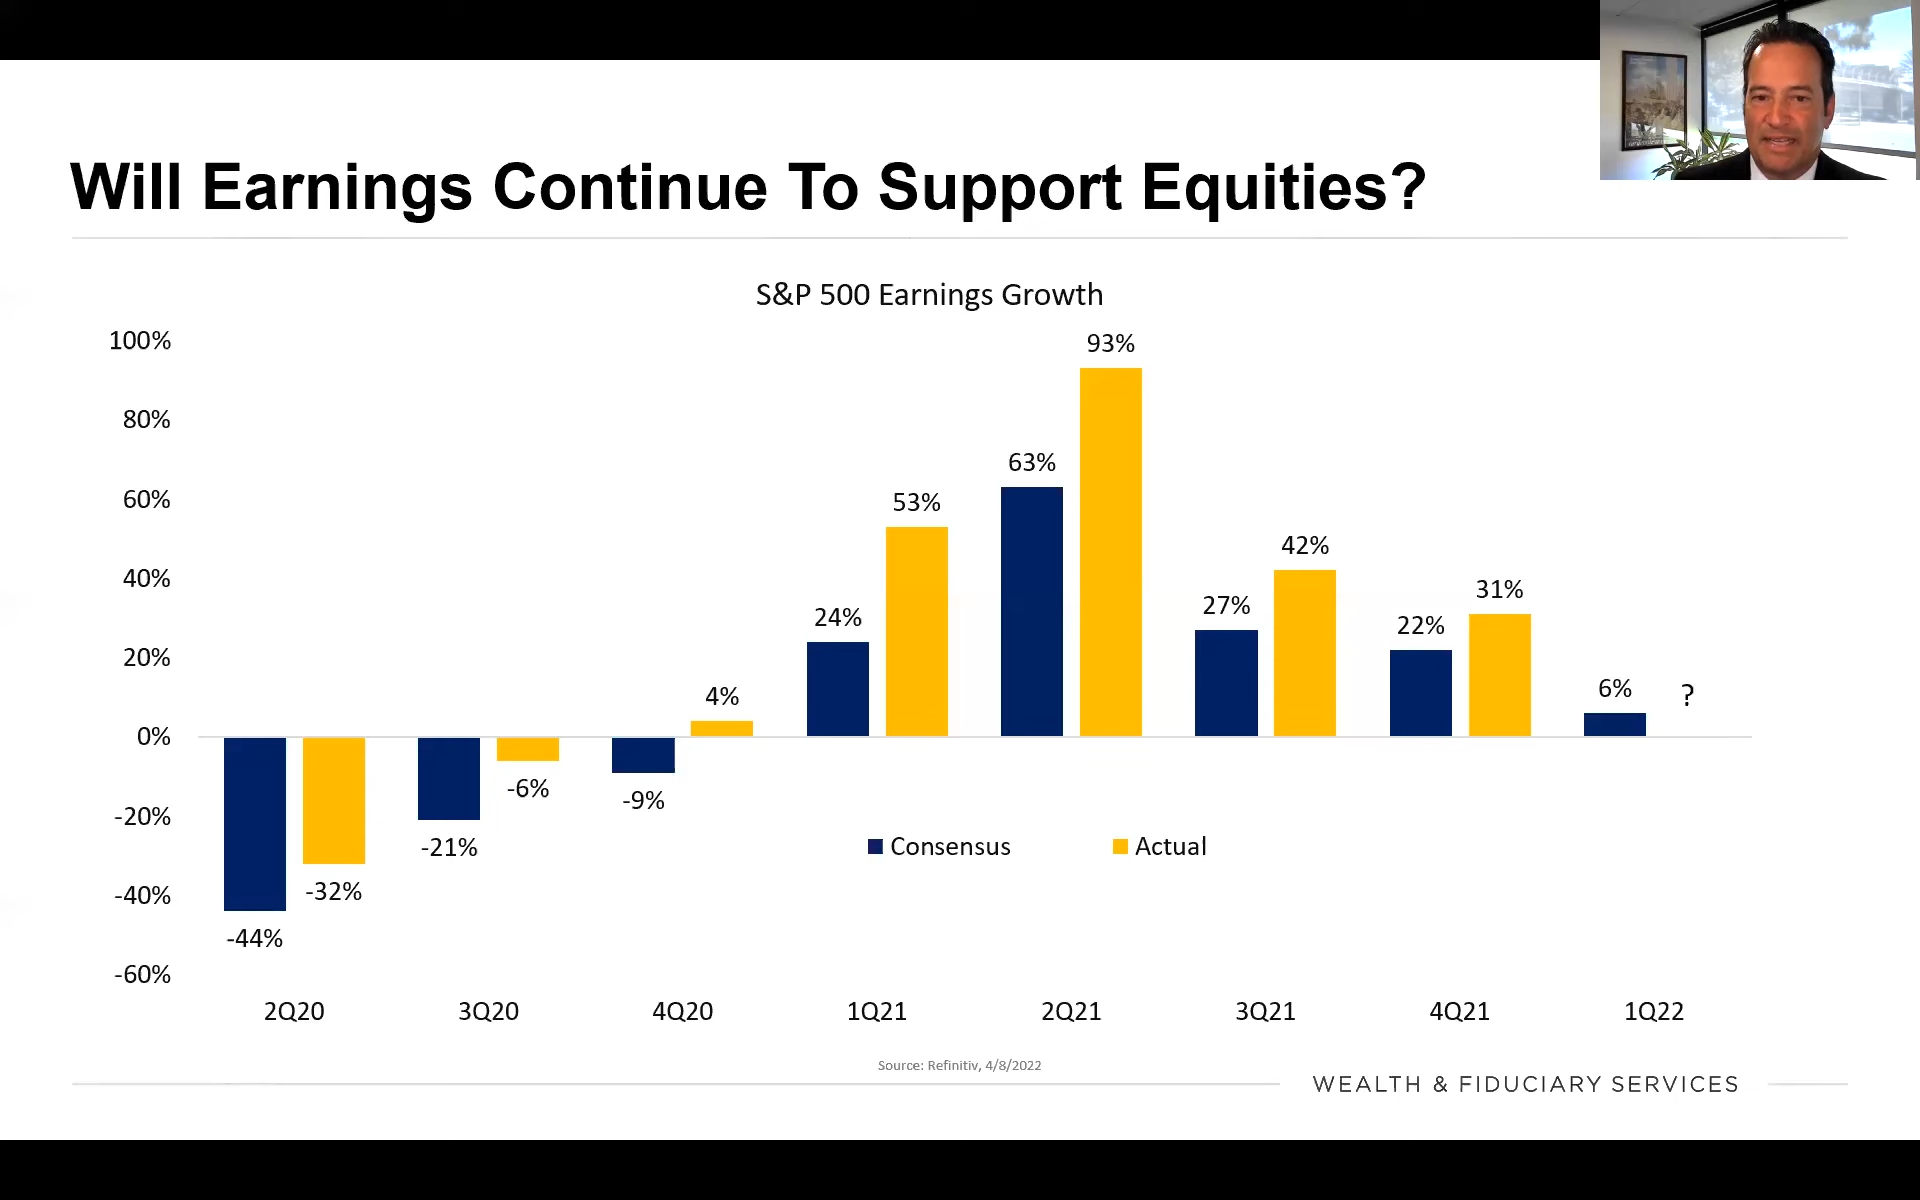 Will Earnings Continue To Support Equities?
S&P 500 Earnings Growth
100%
80%
60%
40%
20%
0%
-20%
-40%
-60%
-44%
-32%
-21%
-6%
-9%
4%
24%
53%
63%
93%
27%
42%
22%
31%
6%
?
Consensus
Actual
2Q20
3Q20
4Q20
1Q21
2Q21
3Q21
4Q21
1Q22
Source: Refinitiv, 4/8/2022
WEALTH & FIDUCIARY SERVICES